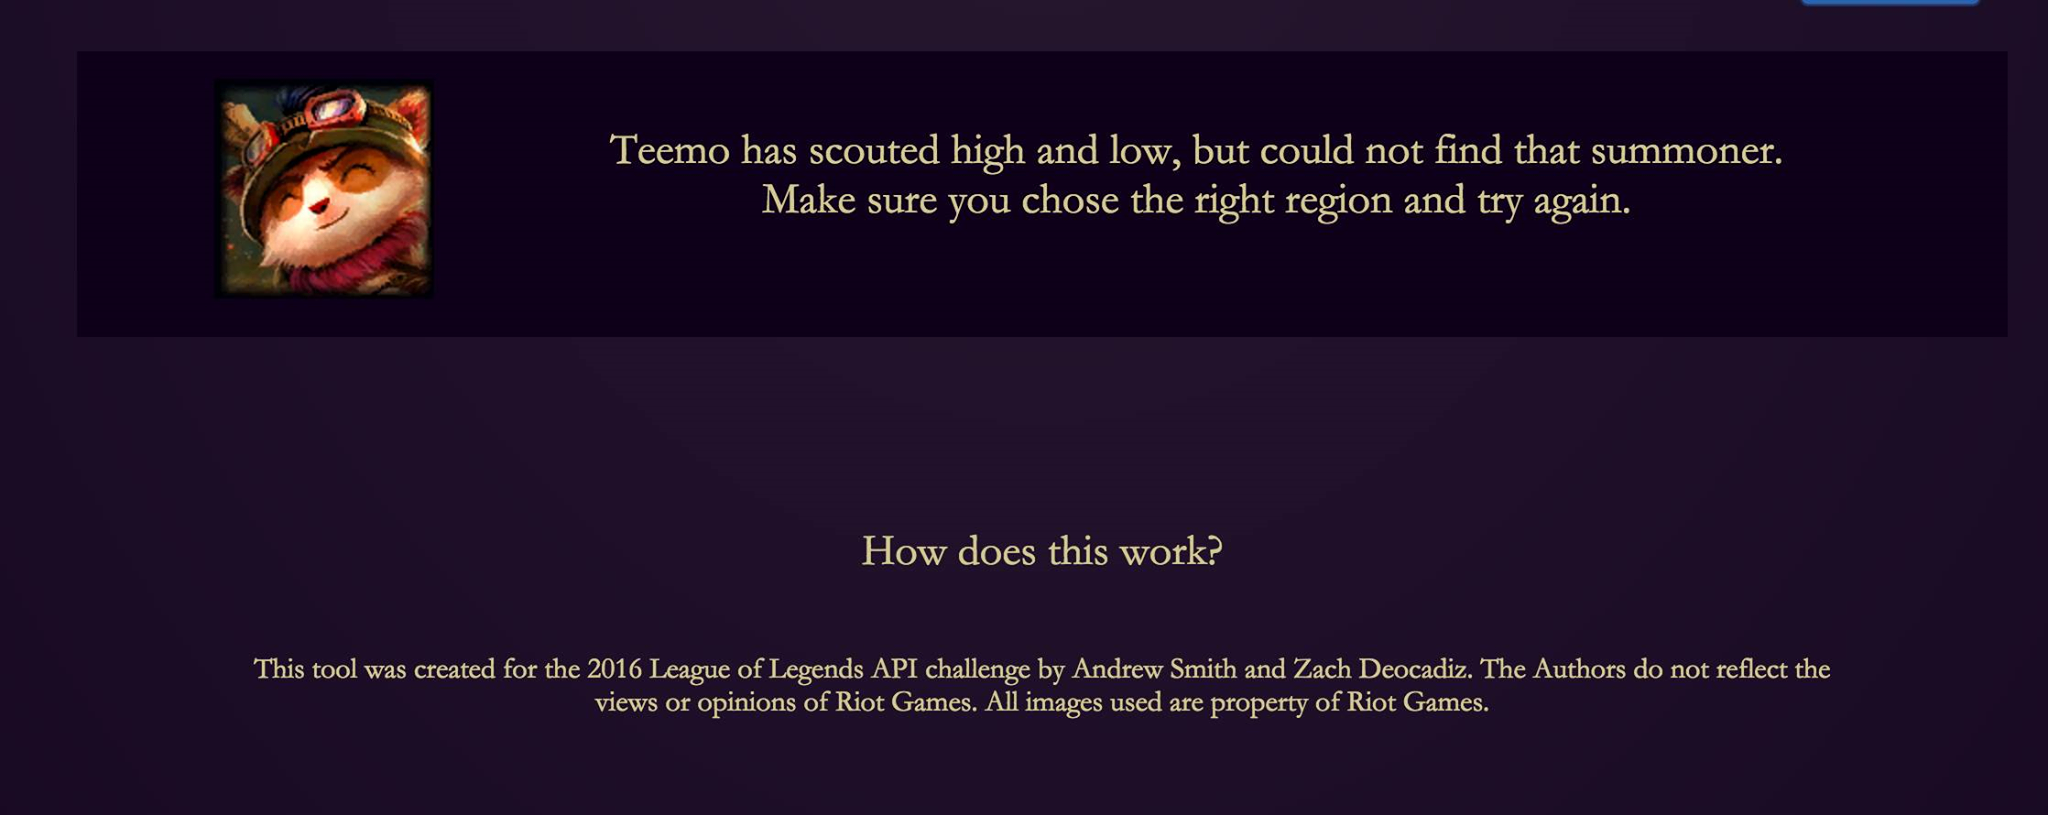 Teemo has scouted high and low, but could not find that summoner.
Make sure you chose the right region and try again.
How does this work?
This tool was created for the 2016 League of Legends API challenge by Andrew Smith and Zach Deocadiz. The Authors do not reflect the
views or opinions of Riot Games. All images used are property of Riot Games.